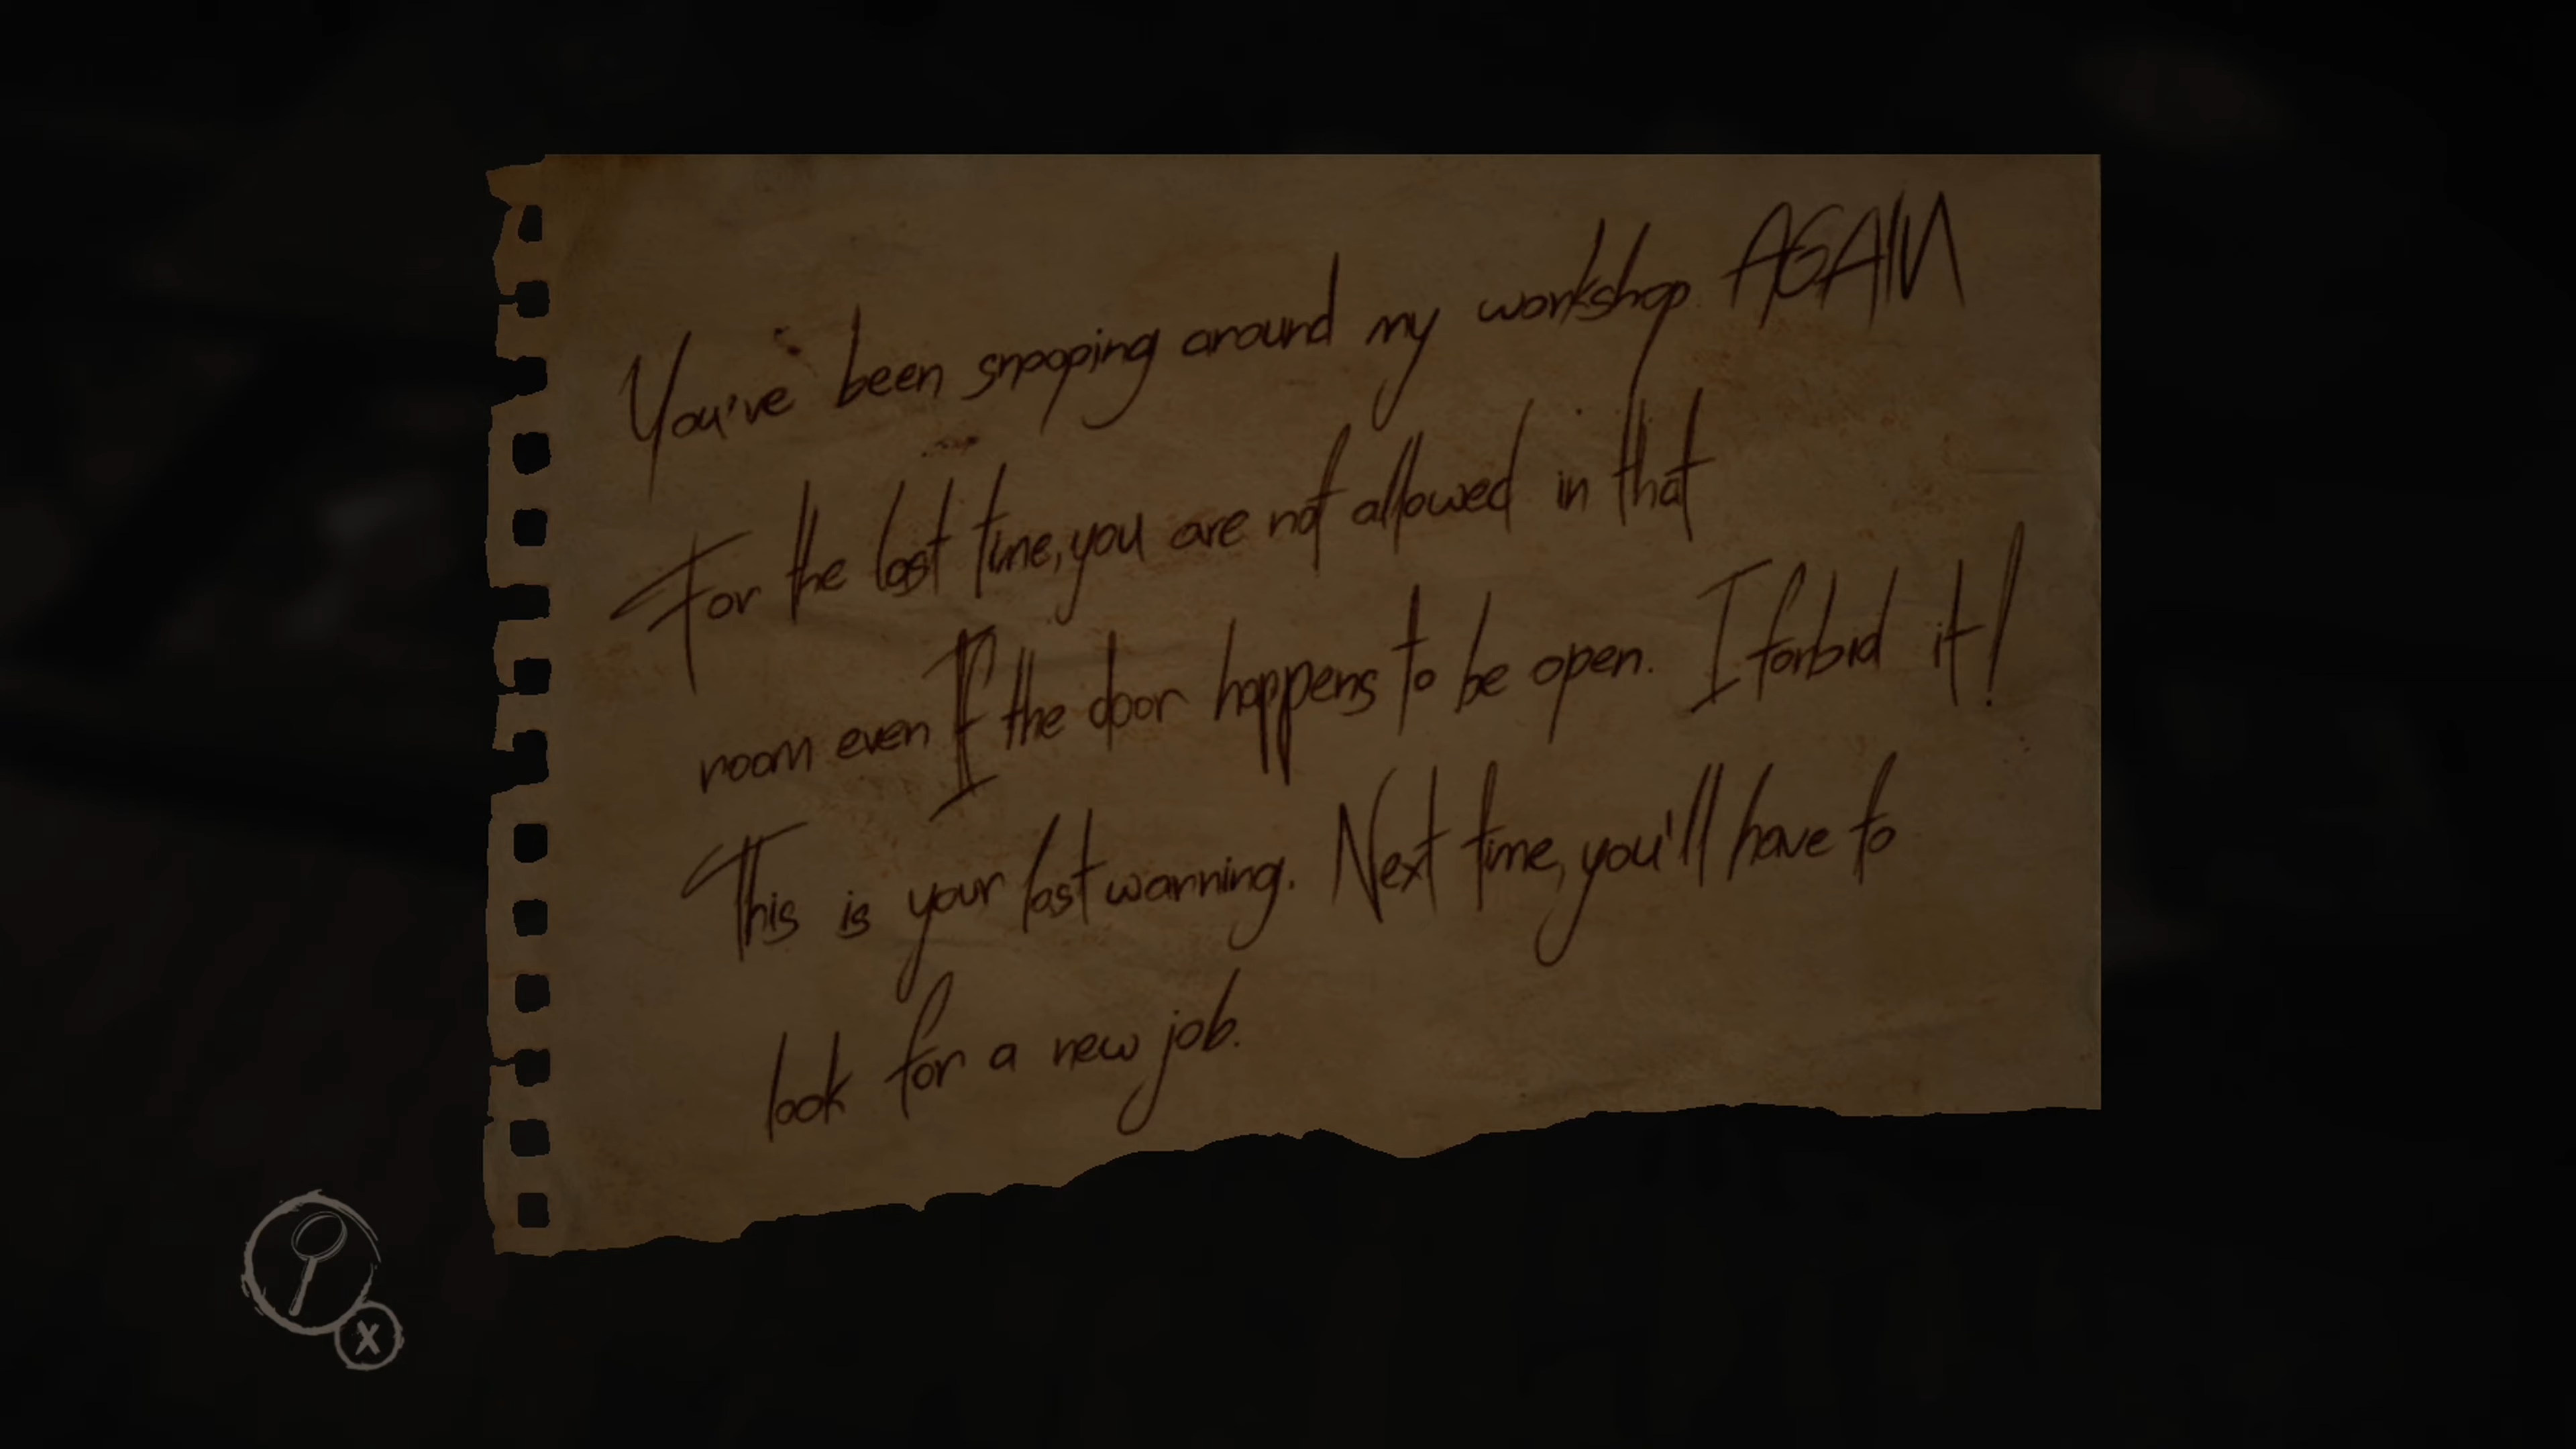 You've been snooping around my workshop. AGAIN
For the last time, you are not allowed in that
room even If the door happens to be open. I forbid it!
This is your last warning. Next time, you'll have to
look for a new job.
X